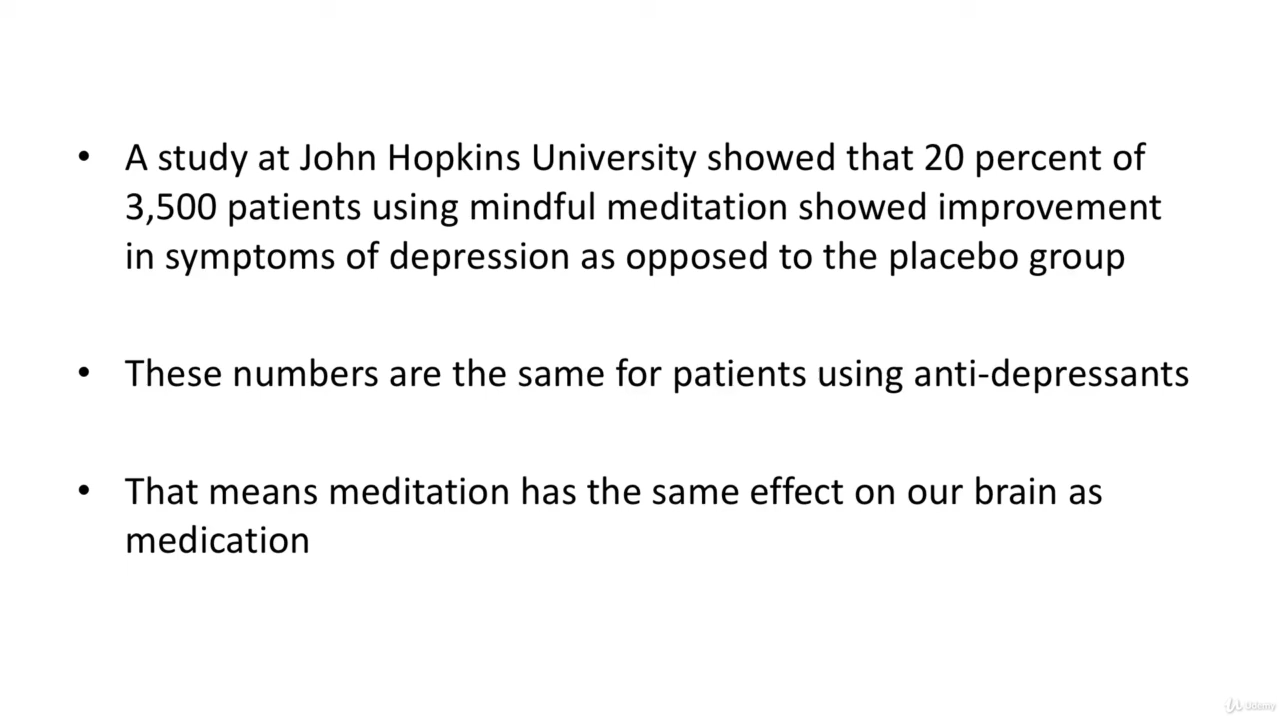 • A study at John Hopkins University showed that 20 percent of
3,500 patients using mindful meditation showed improvement
in symptoms of depression as opposed to the placebo group
• These numbers are the same for patients using anti-depressants
• That means meditation has the same effect on our brain as
medication
Udemy